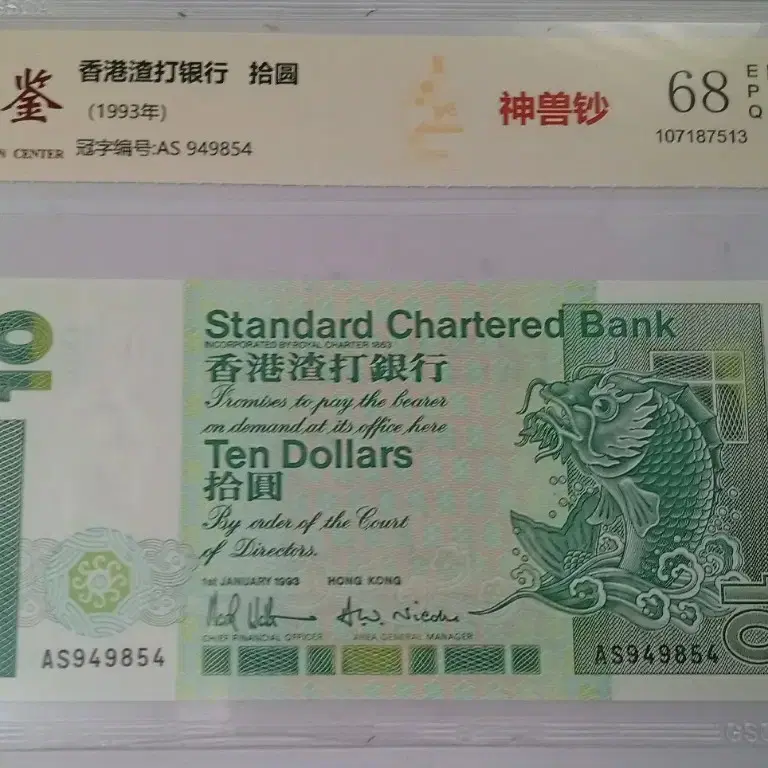 鉴
N CENTER
香港渣打银行 拾圆
(1993年)
冠字编号:AS 949854
神兽钞
68
E
P
Q
107187513
10
Standard Chartered Bank
INCORPORATED BY ROYAL CHARTER 1853
香港渣打銀行
Promises to pay the bearer
on demand at its office here
Ten Dollars
拾圓
By order of the Court
of Directors.
1st JANUARY 1993 HONG KONG
CHIEF FINANCIAL OFFICER AREA GENERAL MANAGER
AS949854
AS949854
10